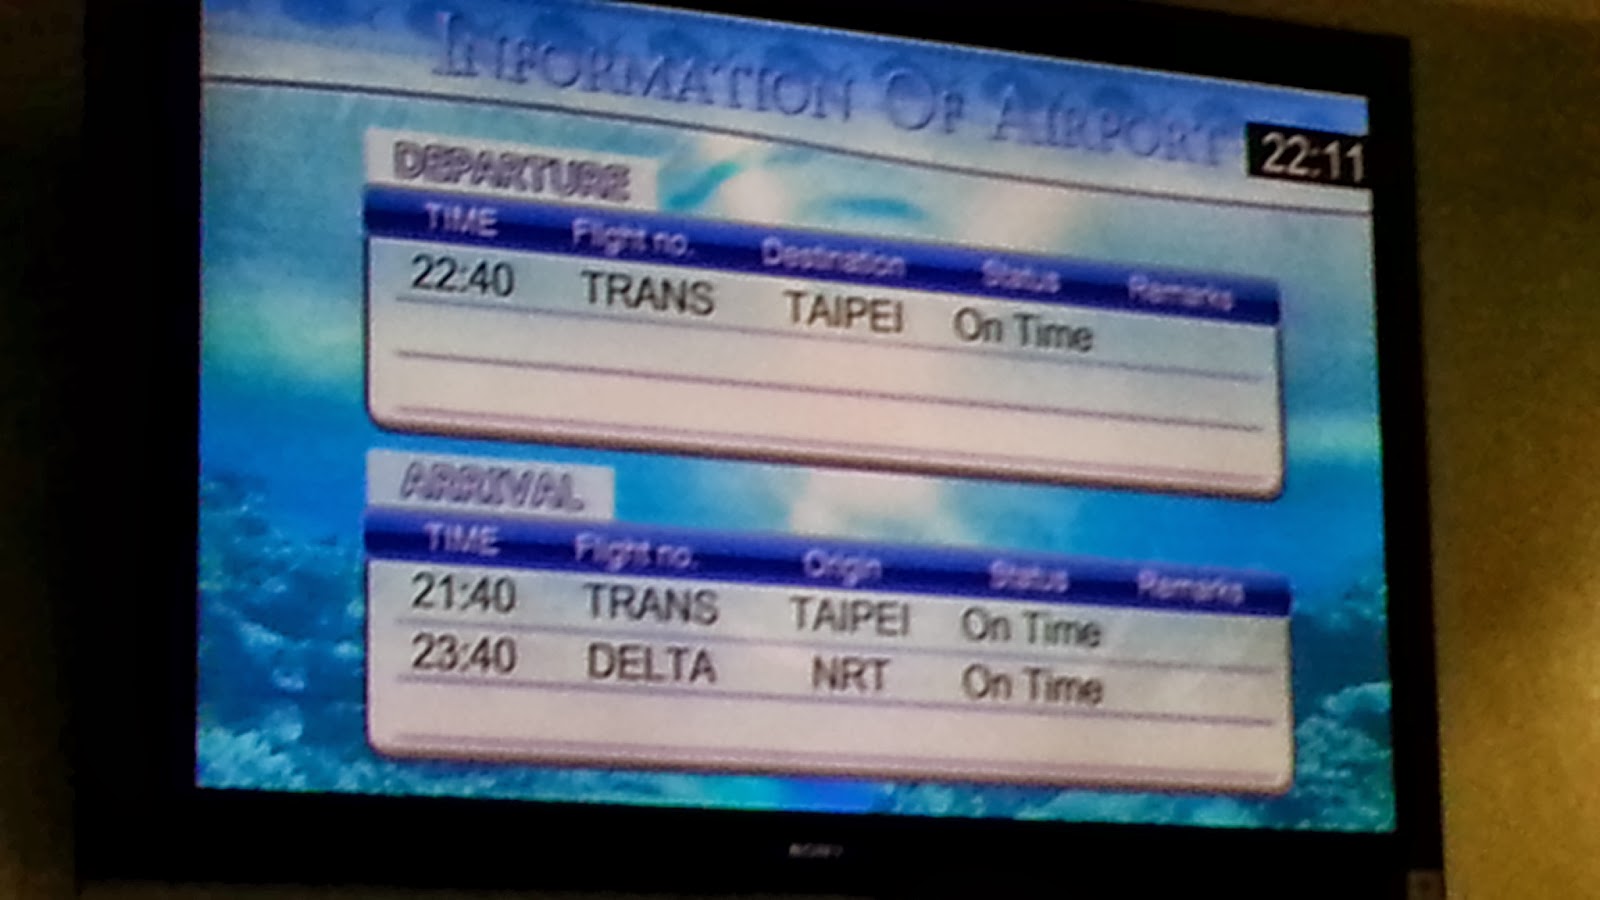 INFORMATION OF AIRPORT
22:11
DEPARTURE
TIME Flight no. Destination Status Remarks
22:40 TRANS TAIPEI On Time
ARRIVAL
TIME Flight no. Origin Status Remarks
21:40 TRANS TAIPEI On Time
23:40 DELTA NRT On Time
SONY